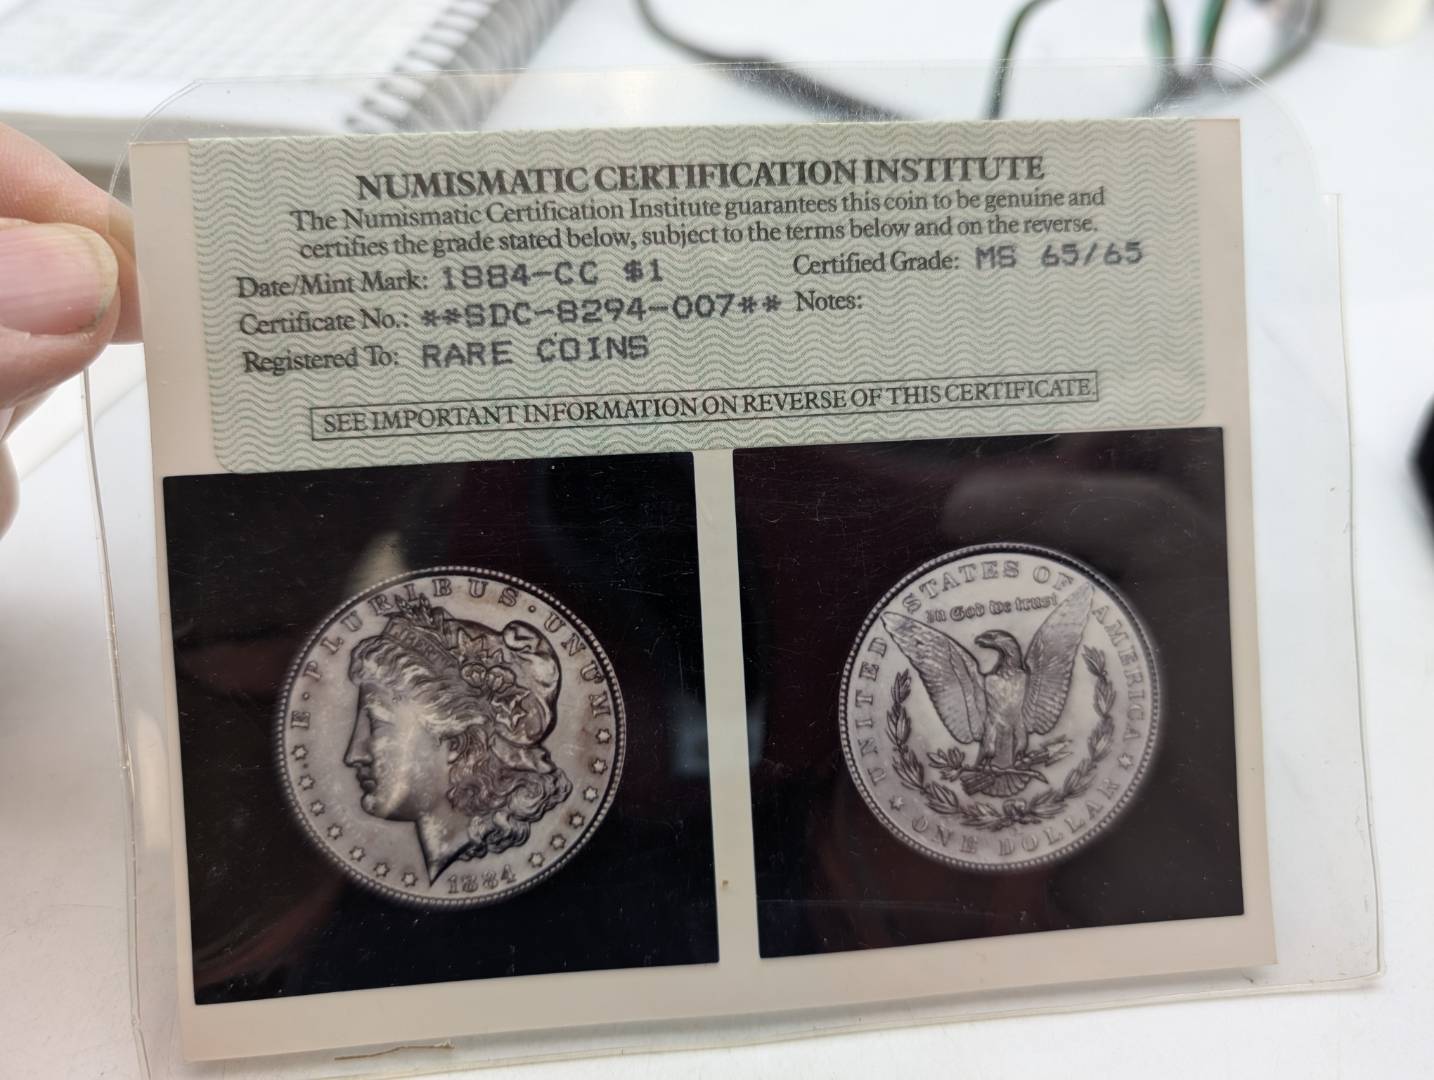 NUMISMATIC CERTIFICATION INSTITUTE
The Numismatic Certification Institute guarantees this coin to be genuine and
certifies the grade stated below, subject to the terms below and on the reverse.
Date/Mint Mark: 1884-CC $1
Certified Grade: MS 65/65
Certificate No.: **SDC-8294-007**
Notes:
Registered To: RARE COINS
SEE IMPORTANT INFORMATION ON REVERSE OF THIS CERTIFICATE.
E·PLURIBUS·UNUM
LIBERTY
1884
UNITED STATES OF AMERICA
In God we trust
ONE DOLLAR